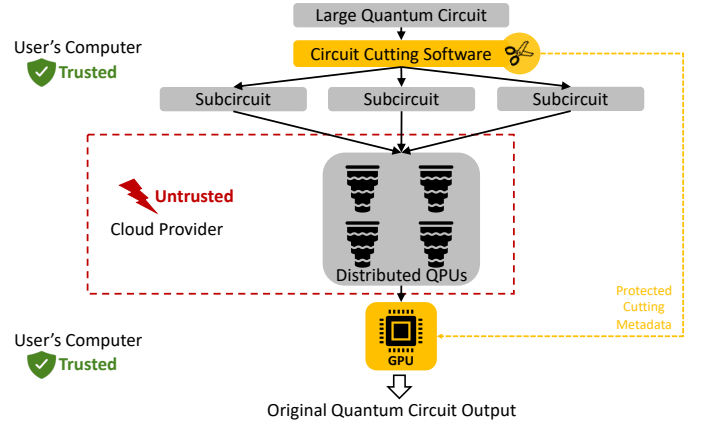 Large Quantum Circuit
User's Computer
Trusted
Circuit Cutting Software
Subcircuit
Subcircuit
Subcircuit
Untrusted
Cloud Provider
Distributed QPUs
Protected
Cutting
Metadata
User's Computer
Trusted
GPU
Original Quantum Circuit Output